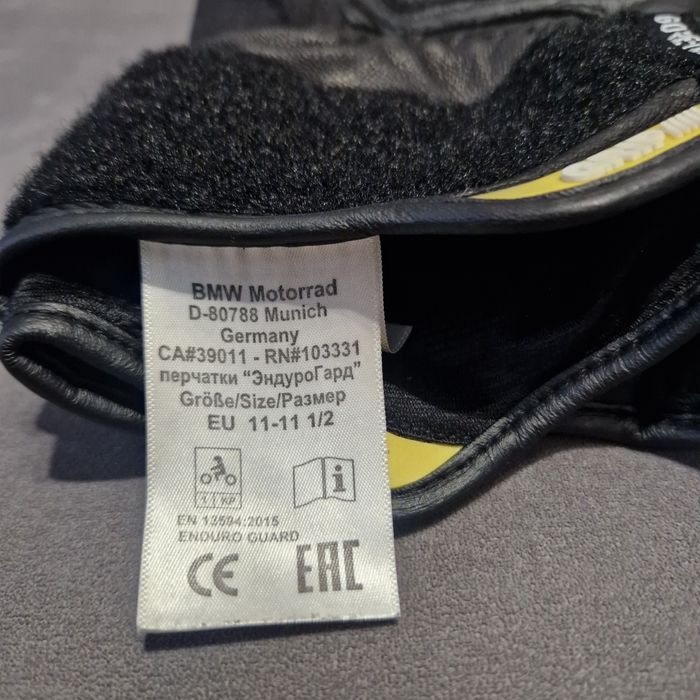 BMW Motorrad
D-80788 Munich
Germany
CA#39011 - RN#103331
перчатки "ЭндуроГард"
Größe/Size/Размер
EU 11-11 1/2
i
1 KP
EN 13594:2015
ENDURO GUARD
CE EAC